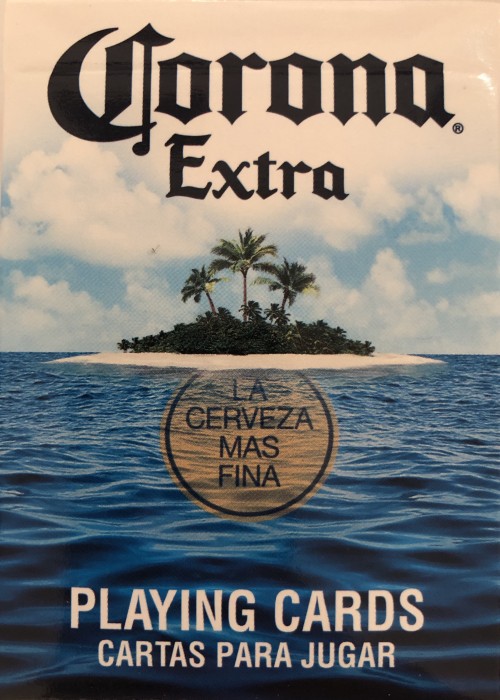 Corona
®
Extra
LA
CERVEZA
MAS
FINA
PLAYING CARDS
CARTAS PARA JUGAR